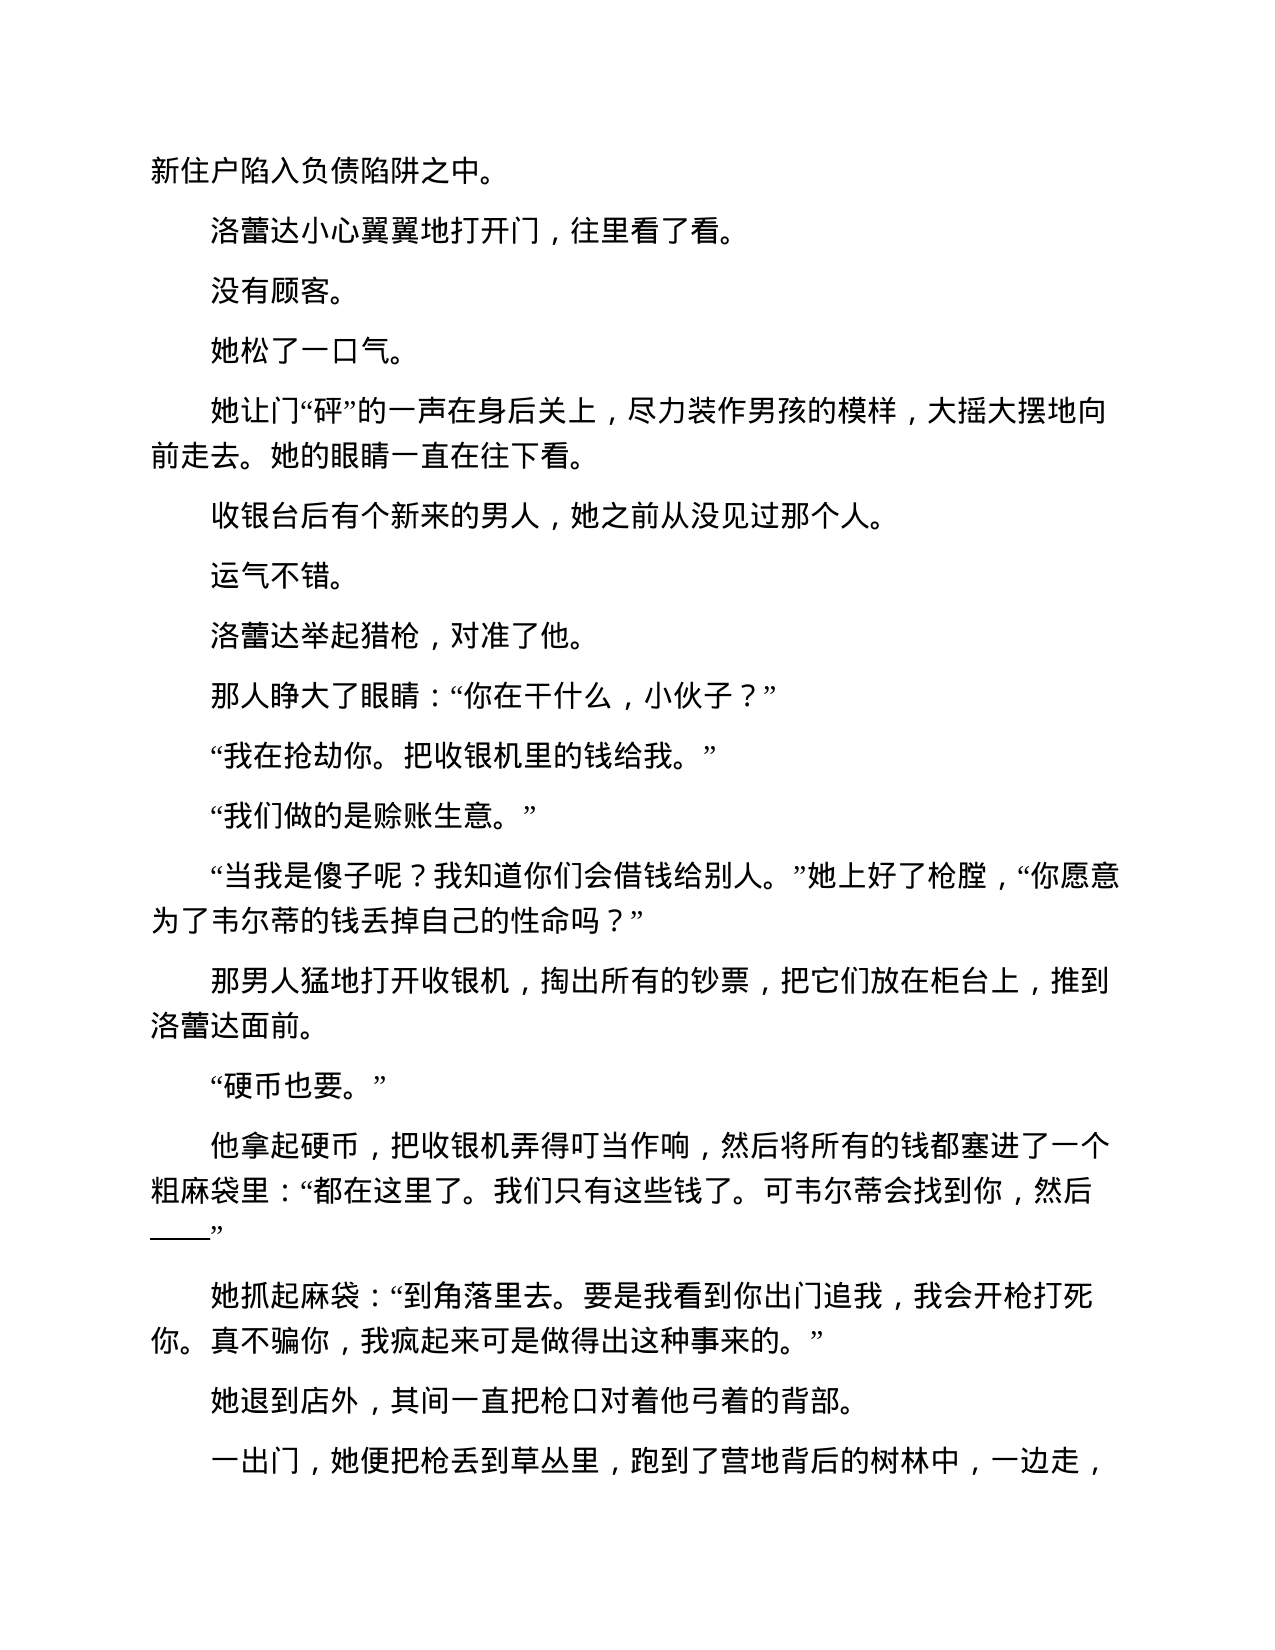 新住户陷入负债陷阱之中。
洛蕾达小心翼翼地打开门，往里看了看。
没有顾客。
她松了一口气。
她让门“砰”的一声在身后关上，尽力装作男孩的模样，大摇大摆地向
前走去。她的眼睛一直在往下看。
收银台后有个新来的男人，她之前从没见过那个人。
运气不错。
洛蕾达举起猎枪，对准了他。
那人睁大了眼睛：“你在干什么，小伙子？”
“我在抢劫你。把收银机里的钱给我。”
“我们做的是赊账生意。”
“当我是傻子呢？我知道你们会借钱给别人。”她上好了枪膛，“你愿意
为了韦尔蒂的钱丢掉自己的性命吗？”
那男人猛地打开收银机，掏出所有的钞票，把它们放在柜台上，推到
洛蕾达面前。
“硬币也要。”
他拿起硬币，把收银机弄得叮当作响，然后将所有的钱都塞进了一个
粗麻袋里：“都在这里了。我们只有这些钱了。可韦尔蒂会找到你，然后
——”
她抓起麻袋：“到角落里去。要是我看到你出门追我，我会开枪打死
你。真不骗你，我疯起来可是做得出这种事来的。”
她退到店外，其间一直把枪口对着他弓着的背部。
一出门，她便把枪丢到草丛里，跑到了营地背后的树林中，一边走，